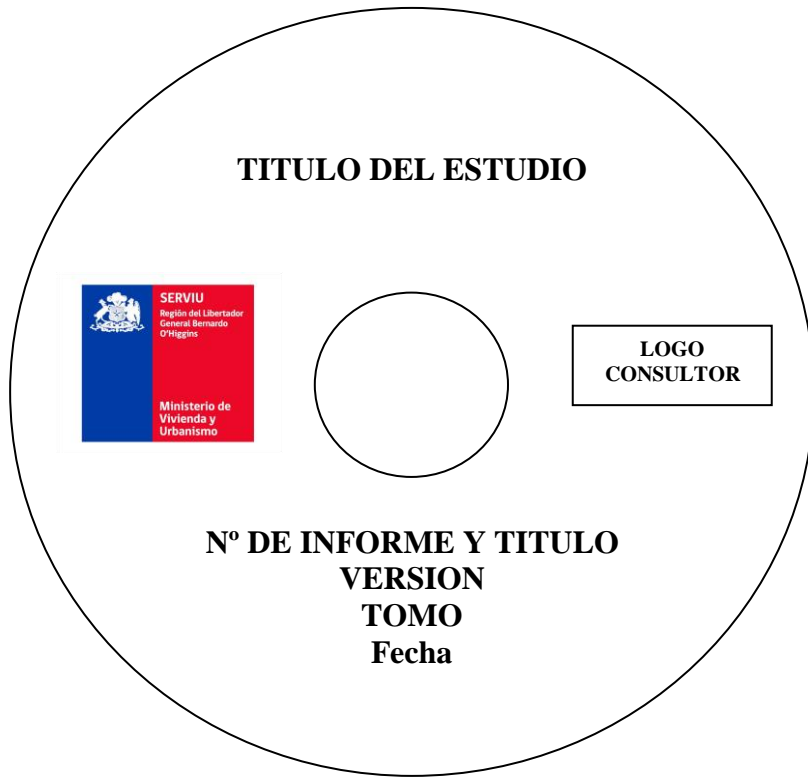 TITULO DEL ESTUDIO
SERVIU
Región del Libertador
General Bernardo
O'Higgins
Ministerio de
Vivienda y
Urbanismo
LOGO
CONSULTOR
Nº DE INFORME Y TITULO
VERSION
TOMO
Fecha